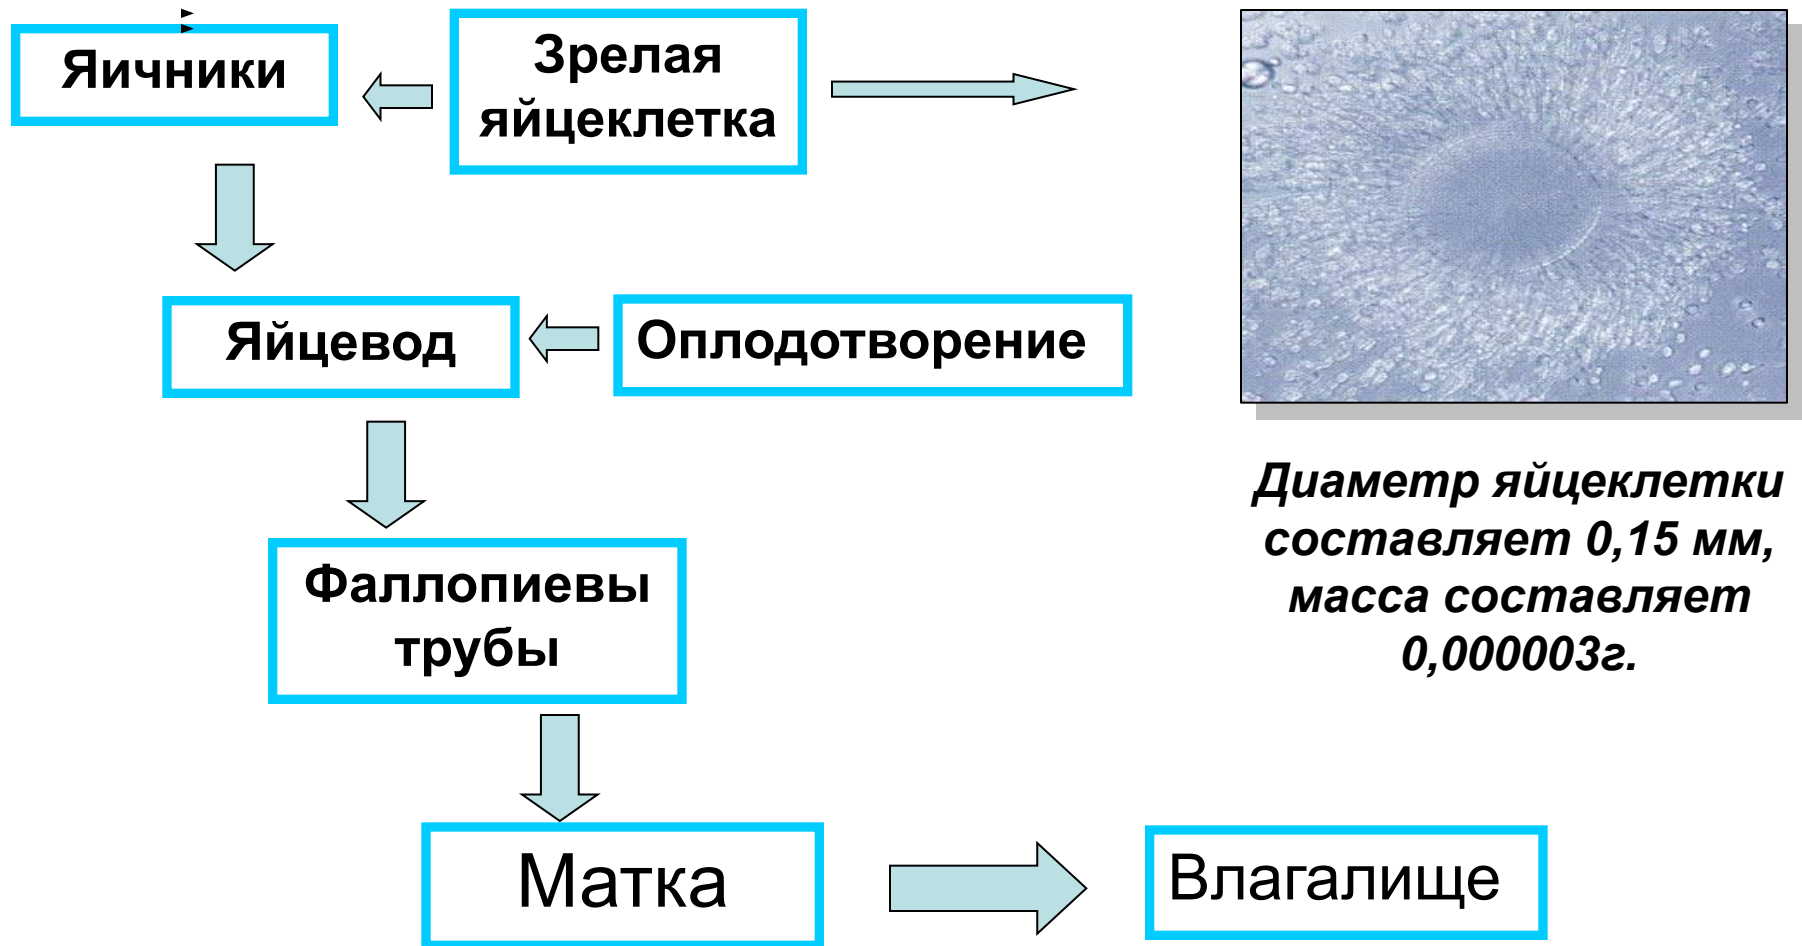 Яичники
Зрелая
яйцеклетка
Яйцевод
Оплодотворение
Фаллопиевы
трубы
Матка
Влагалище
Диаметр яйцеклетки
составляет 0,15 мм,
масса составляет
0,000003г.